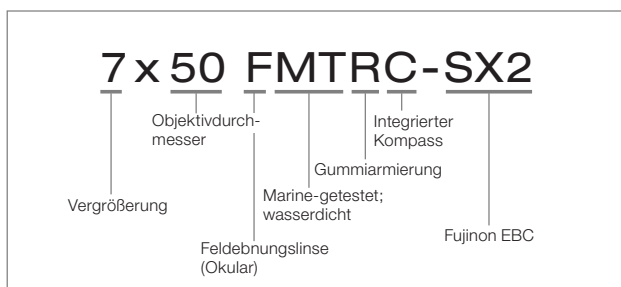 7x50 FMTRC-SX2
Objektivdurch-
messer
Integrierter
Kompass
Gummiarmierung
Marine-getestet;
wasserdicht
Vergrößerung
Feldebnungslinse
(Okular)
Fujinon EBC